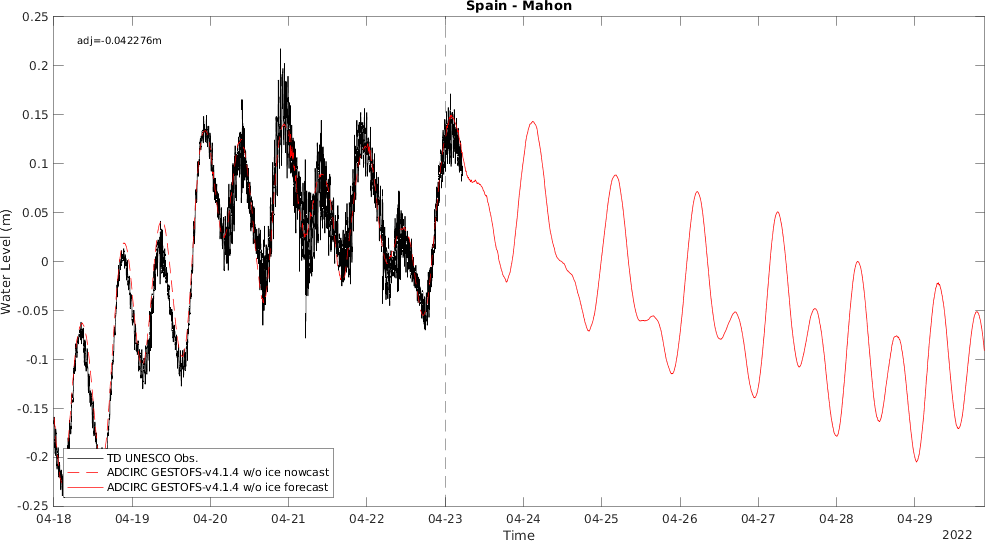 Spain - Mahon
adj=-0.042276m
0.25
0.2
0.15
0.1
0.05
0
-0.05
-0.1
-0.15
-0.2
-0.25
Water Level (m)
TD UNESCO Obs.
ADCIRC GESTOFS-v4.1.4 w/o ice nowcast
ADCIRC GESTOFS-v4.1.4 w/o ice forecast
04-18 04-19 04-20 04-21 04-22 04-23 04-24 04-25 04-26 04-27 04-28 04-29
Time
2022